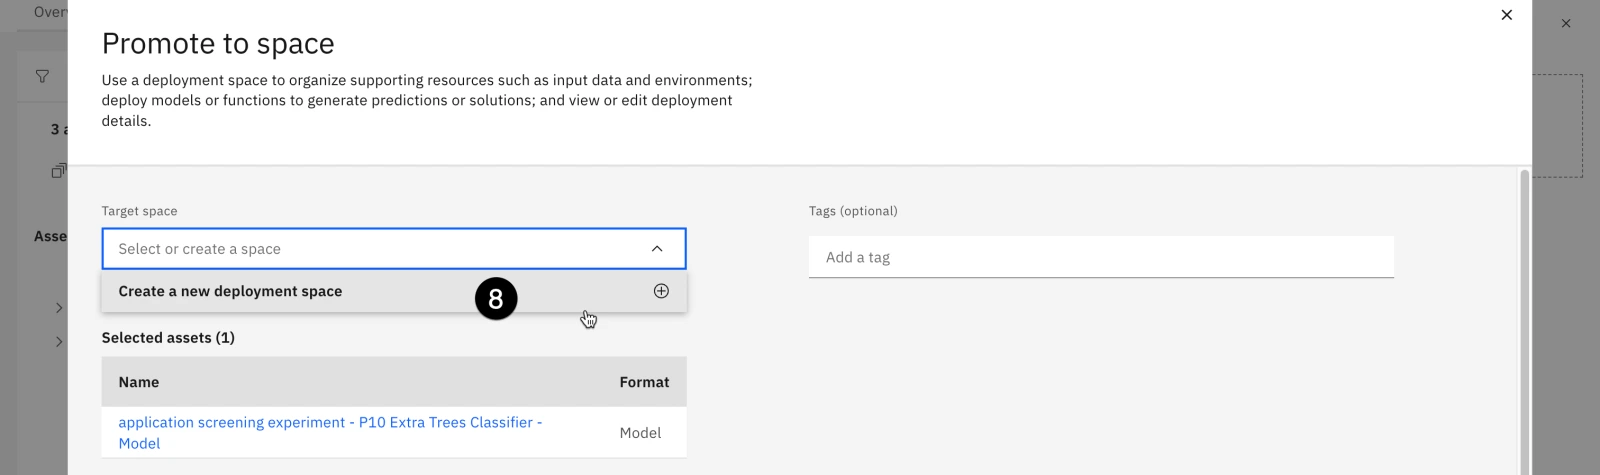 Over
Promote to space
Use a deployment space to organize supporting resources such as input data and environments;
deploy models or functions to generate predictions or solutions; and view or edit deployment
details.
3 a
Asse
Target space
Select or create a space
Create a new deployment space
8
Tags (optional)
Add a tag
Selected assets (1)
Name Format
application screening experiment - P10 Extra Trees Classifier -
Model
Model